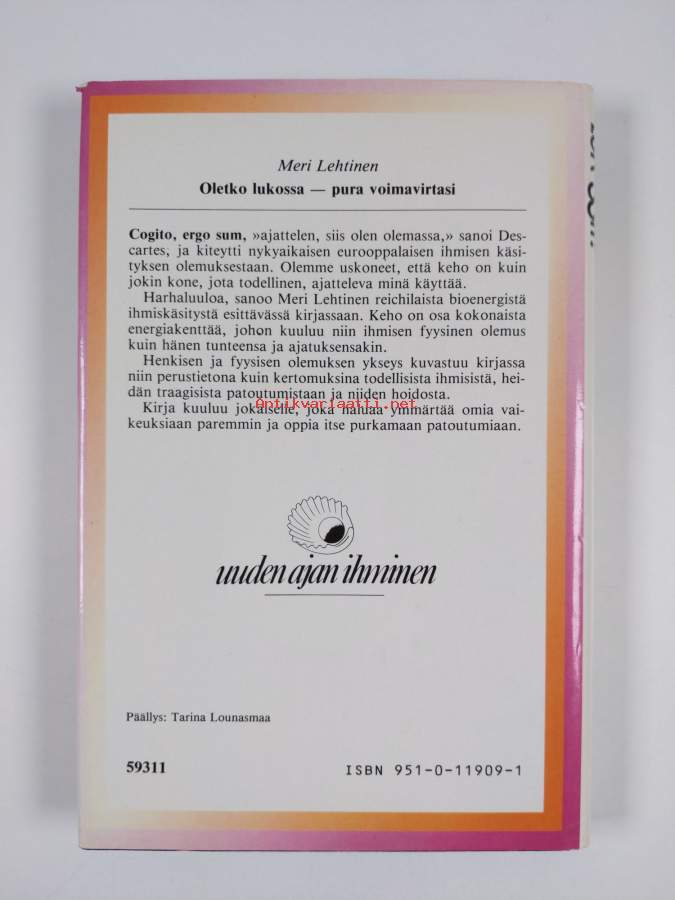 Meri Lehtinen
Oletko lukossa — pura voimavirtasi
Cogito, ergo sum, »ajattelen, siis olen olemassa,» sanoi Des-
cartes, ja kiteytti nykyaikaisen eurooppalaisen ihmisen käsi-
tyksen olemuksestaan. Olemme uskoneet, että keho on kuin
jokin kone, jota todellinen, ajatteleva minä käyttää.
Harhaluuloa, sanoo Meri Lehtinen reichilaista bioenergistä
ihmiskäsitystä esittävässä kirjassaan. Keho on osa kokonaista
energiakenttää, johon kuuluu niin ihmisen fyysinen olemus
kuin hänen tunteensa ja ajatuksensakin.
Henkisen ja fyysisen olemuksen ykseys kuvastuu kirjassa
niin perustietona kuin kertomuksina todellisista ihmisistä, hei-
dän traagisista patoutumistaan ja niiden hoidosta.
Antikvariaatti.net
Kirja kuuluu jokaiselle, joka haluaa ymmärtää omia vai-
keuksiaan paremmin ja oppia itse purkamaan patoutumiaan.
uuden ajan ihminen
Päällys: Tarina Lounasmaa
59311
ISBN 951-0-11909-1